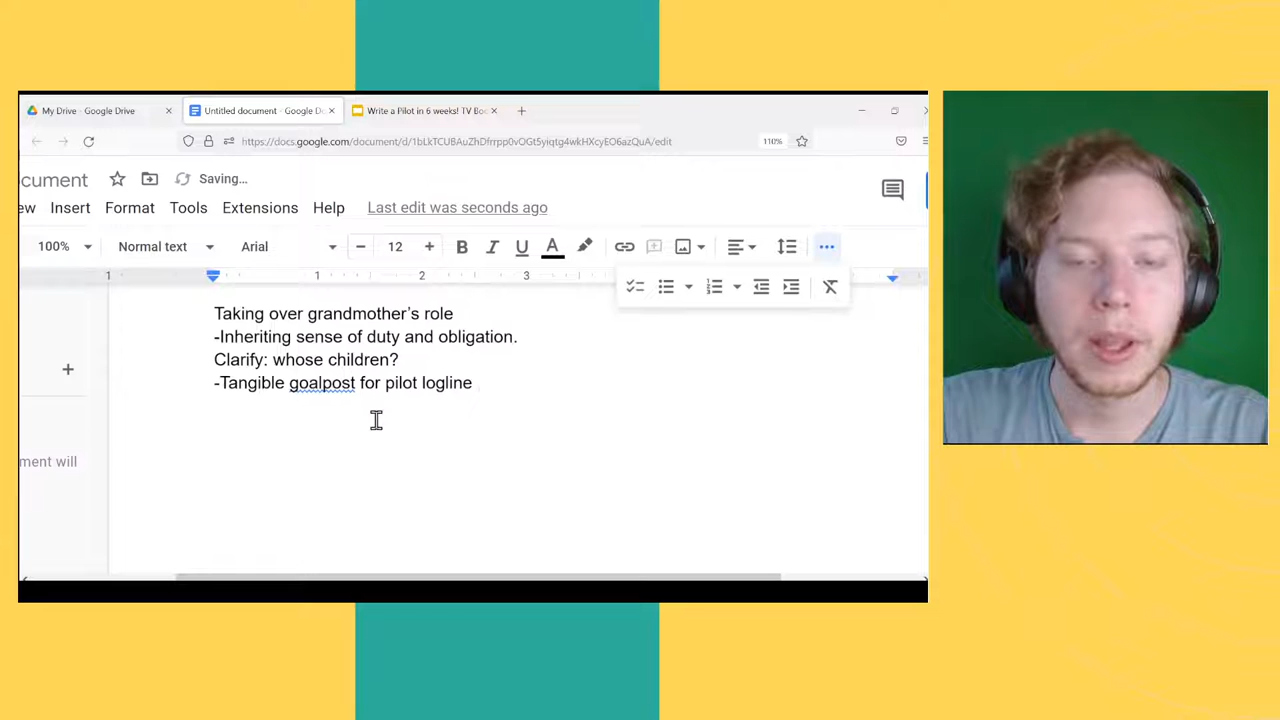 My Drive - Google Drive
Untitled document - Google Do
Write a Pilot in 6 weeks! TV Boo
https://docs.google.com/document/d/1bLkTCUBAuZhDfrrpp0vOGt5yiqtg4wkHXcyEO6azQuA/edit
110%
ocument
Saving…
ew Insert Format Tools Extensions Help Last edit was seconds ago
100% Normal text Arial 12
1 1 2 3
Taking over grandmother's role
-Inheriting sense of duty and obligation.
Clarify: whose children?
-Tangible goalpost for pilot logline
ment will